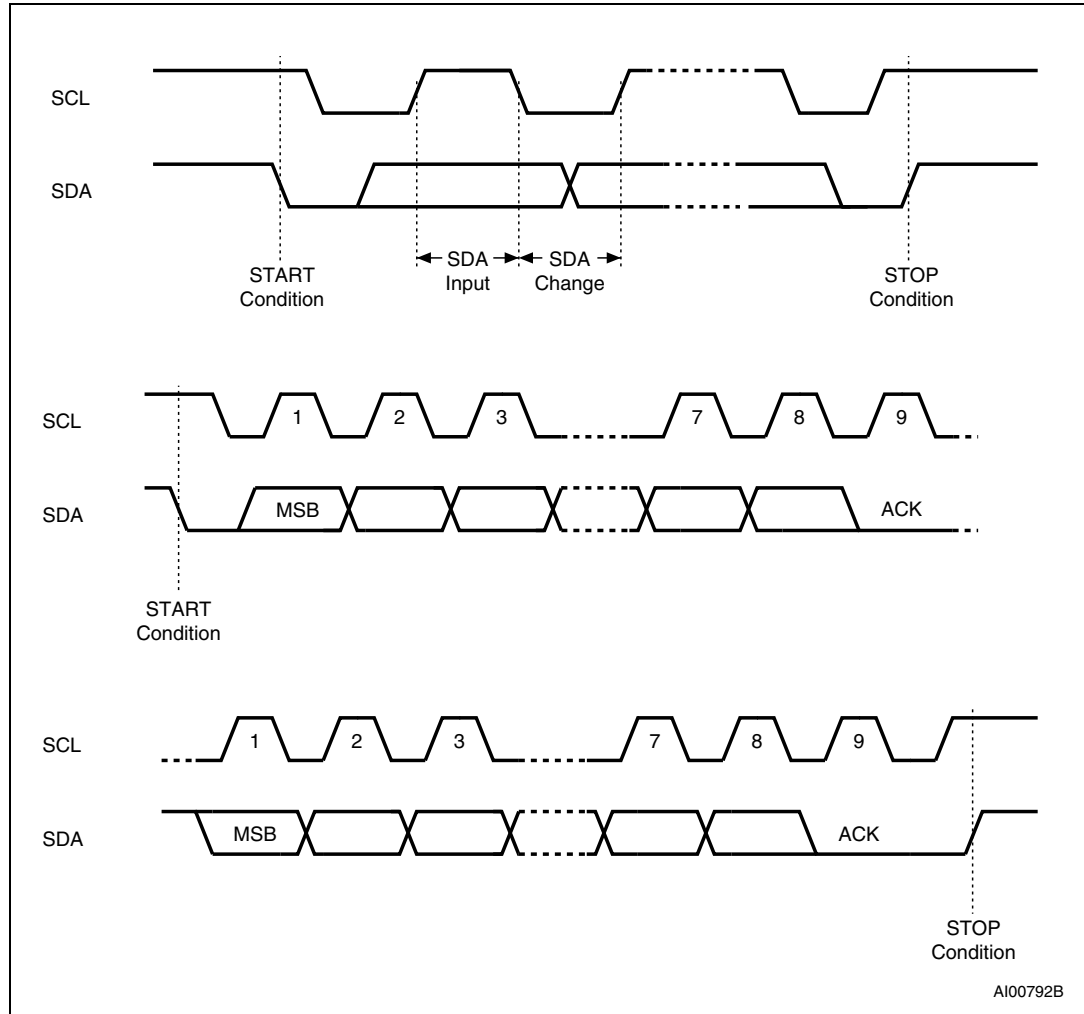 SCL
SDA
SDA
Input
SDA
Change
START
Condition
STOP
Condition
SCL
1 2 3 7 8 9
SDA
MSB ACK
START
Condition
SCL
1 2 3 7 8 9
SDA
MSB ACK
STOP
Condition
AI00792B